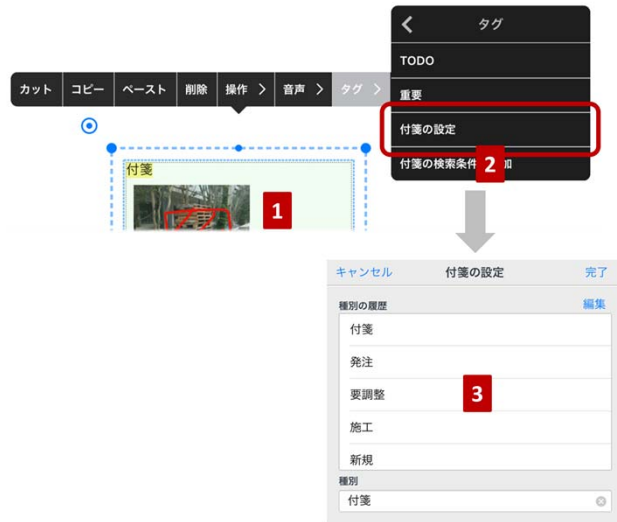 タグ
TODO
重要
付箋の設定
付箋の検索条件 加
2
カット コピー ペースト 削除 操作 音声 タグ
付箋
1
キャンセル 付箋の設定 完了
種別の履歴 編集
付箋
発注
要調整
3
施工
新規
種別
付箋